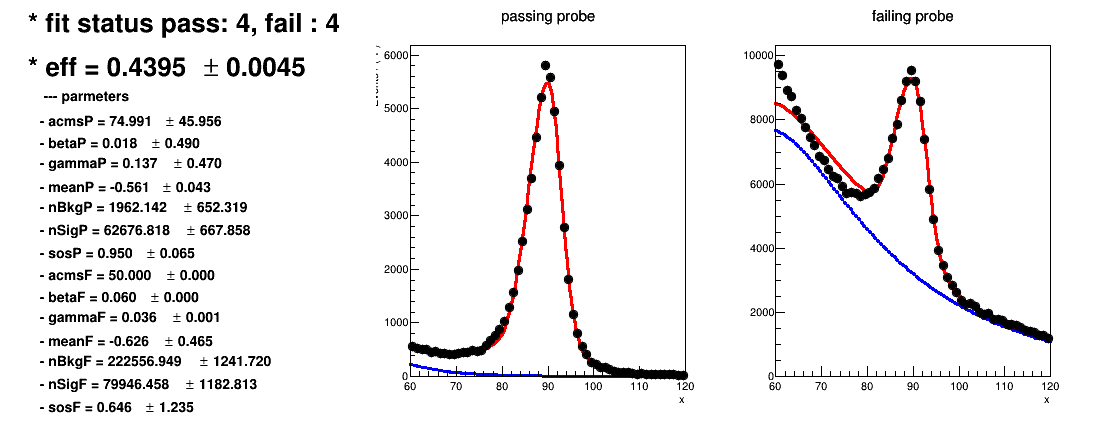 * fit status pass: 4, fail : 4
* eff = 0.4395 ± 0.0045
--- parmeters
- acmsP = 74.991 ± 45.956
- betaP = 0.018 ± 0.490
- gammaP = 0.137 ± 0.470
- meanP = -0.561 ± 0.043
- nBkgP = 1962.142 ± 652.319
- nSigP = 62676.818 ± 667.858
- sosP = 0.950 ± 0.065
- acmsF = 50.000 ± 0.000
- betaF = 0.060 ± 0.000
- gammaF = 0.036 ± 0.001
- meanF = -0.626 ± 0.465
- nBkgF = 222556.949 ± 1241.720
- nSigF = 79946.458 ± 1182.813
- sosF = 0.646 ± 1.235
passing probe
6000
5000
4000
3000
2000
1000
0
60 70 80 90 100 110 120
x
failing probe
10000
8000
6000
4000
2000
0
60 70 80 90 100 110 120
x